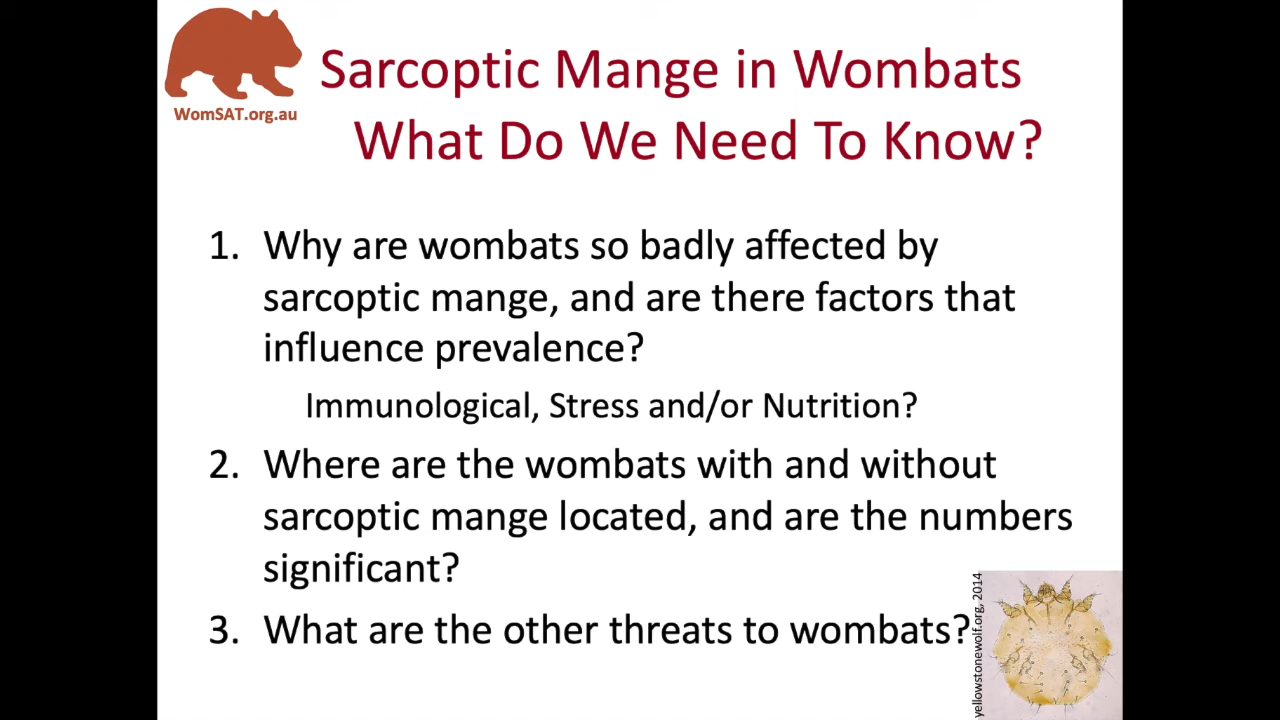 WomSAT.org.au
Sarcoptic Mange in Wombats
What Do We Need To Know?
1. Why are wombats so badly affected by
sarcoptic mange, and are there factors that
influence prevalence?
Immunological, Stress and/or Nutrition?
2. Where are the wombats with and without
sarcoptic mange located, and are the numbers
significant?
3. What are the other threats to wombats?
yellowstonewolf.org, 2014